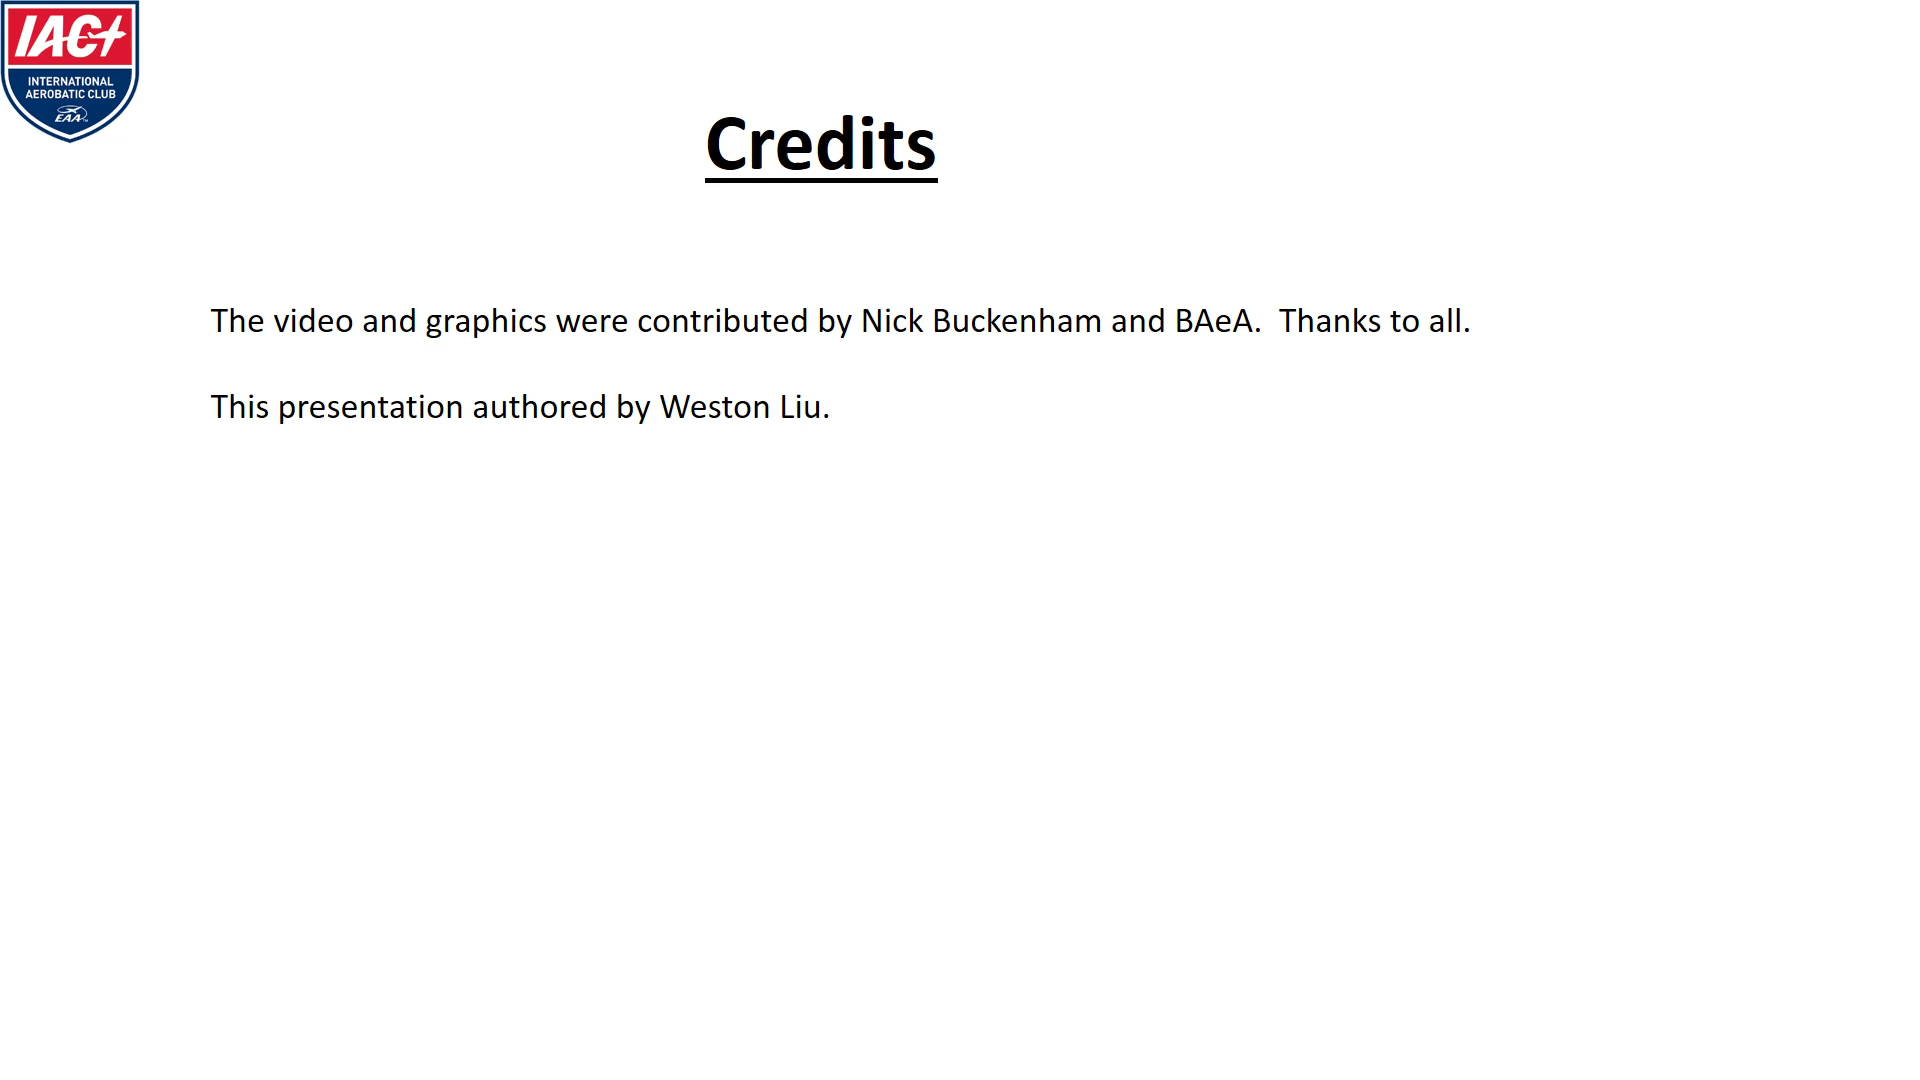 IAC
INTERNATIONAL
AEROBATIC CLUB
EAA
Credits
The video and graphics were contributed by Nick Buckenham and BAeA.  Thanks to all.
This presentation authored by Weston Liu.